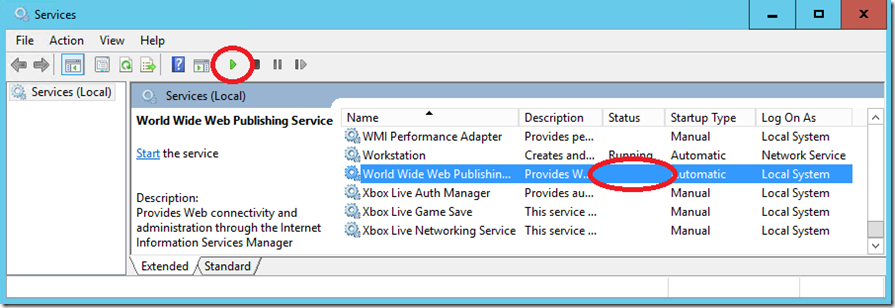 Services
File Action View Help
Services (Local)
Services (Local)
World Wide Web Publishing Service
Start the service
Description:
Provides Web connectivity and
administration through the Internet
Information Services Manager
Name Description Status Startup Type Log On As
WMI Performance Adapter Provides pe... Manual Local System
Workstation Creates and... Running Automatic Network Service
World Wide Web Publishin... Provides W... Automatic Local System
Xbox Live Auth Manager Provides au... Manual Local System
Xbox Live Game Save This service ... Manual Local System
Xbox Live Networking Service This service ... Manual Local System
Extended Standard